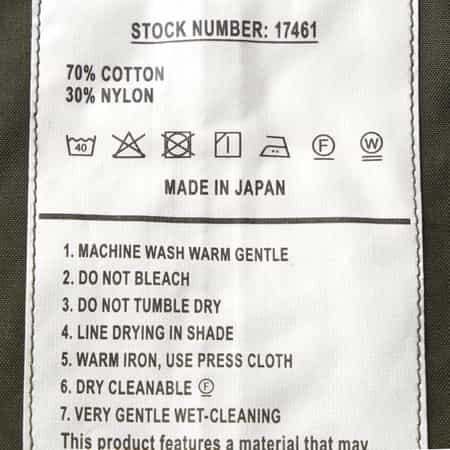 STOCK NUMBER: 17461
70% COTTON
30% NYLON
40 F W
MADE IN JAPAN
1. MACHINE WASH WARM GENTLE
2. DO NOT BLEACH
3. DO NOT TUMBLE DRY
4. LINE DRYING IN SHADE
5. WARM IRON, USE PRESS CLOTH
6. DRY CLEANABLE Ⓕ
7. VERY GENTLE WET-CLEANING
This product features a material that may